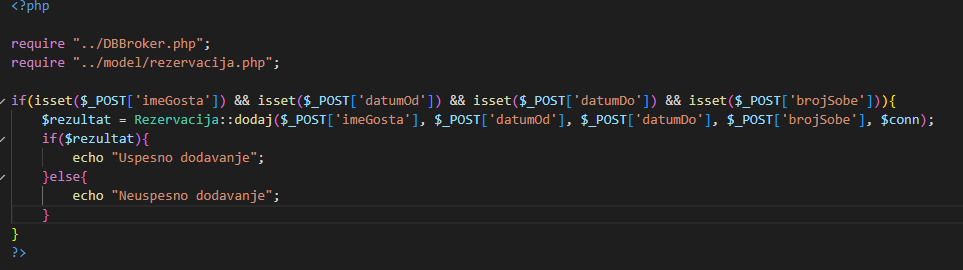 <?php
require "../DBBroker.php";
require "../model/rezervacija.php";
if(isset($_POST['imeGosta']) && isset($_POST['datumOd']) && isset($_POST['datumDo']) && isset($_POST['brojSobe'])){
$rezultat = Rezervacija::dodaj($_POST['imeGosta'], $_POST['datumOd'], $_POST['datumDo'], $_POST['brojSobe'], $conn);
if($rezultat){
echo "Uspesno dodavanje";
}else{
echo "Neuspesno dodavanje";
}
}
?>